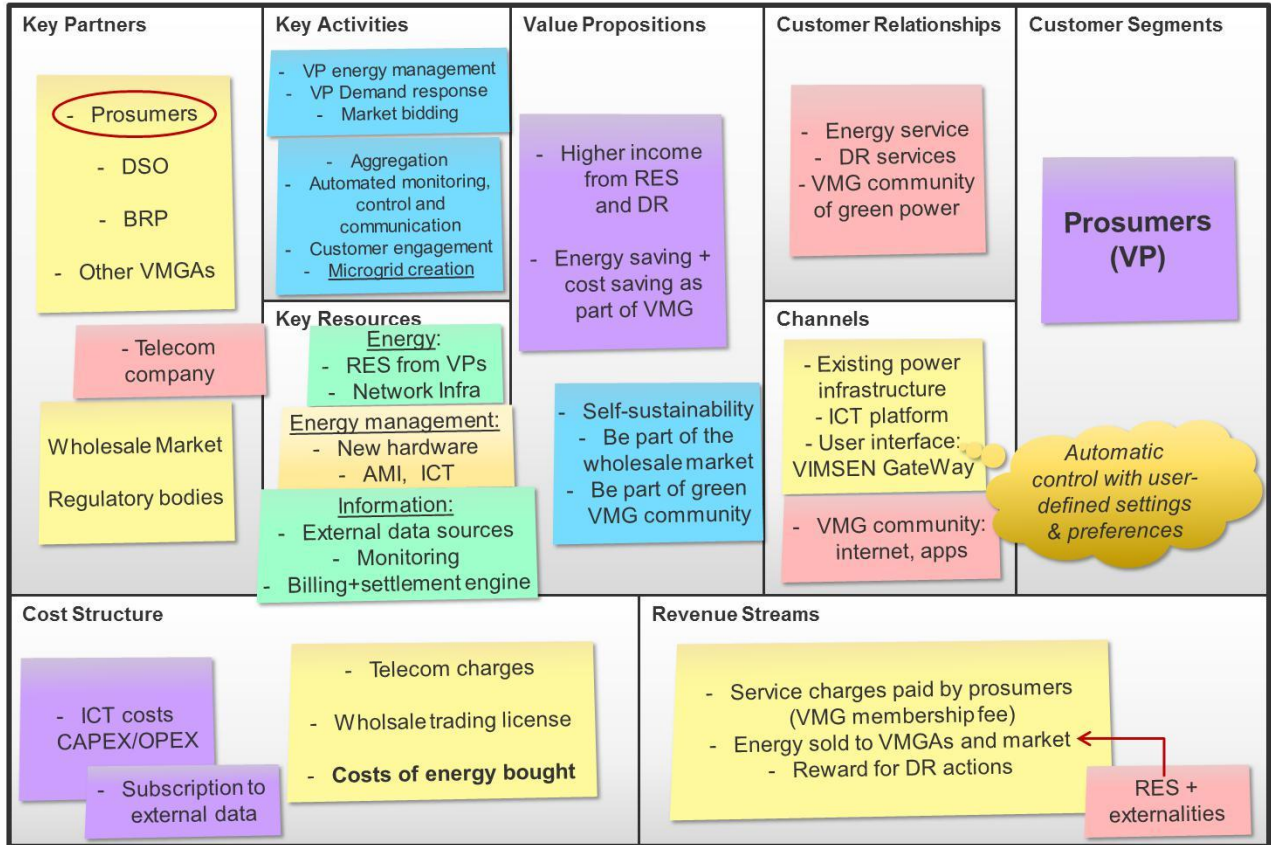 Key Partners
- Prosumers
- DSO
- BRP
- Other VMGAs
- Telecom
company
Wholesale Market
Regulatory bodies
Key Activities
- VP energy management
- VP Demand response
- Market bidding
- Aggregation
- Automated monitoring,
control and
communication
- Customer engagement
- Microgrid creation
Key Resources
Energy:
- RES from VPs
- Network Infra
Energy management:
- New hardware
- AMI, ICT
Information:
- External data sources
- Monitoring
- Billing+settlement engine
Value Propositions
- Higher income
from RES
and DR
- Energy saving +
cost saving as
part of VMG
- Self-sustainability
- Be part of the
wholesale market
- Be part of green
VMG community
Customer Relationships
- Energy service
- DR services
- VMG community
of green power
Channels
- Existing power
infrastructure
- ICT platform
- User interface:
VIMSEN GateWay
- VMG community:
internet, apps
Customer Segments
Prosumers
(VP)
Automatic
control with user-
defined settings
& preferences
Cost Structure
- ICT costs
CAPEX/OPEX
- Subscription to
external data
- Telecom charges
- Wholsale trading license
- Costs of energy bought
Revenue Streams
- Service charges paid by prosumers
(VMG membership fee)
- Energy sold to VMGAs and market
- Reward for DR actions
RES +
externalities